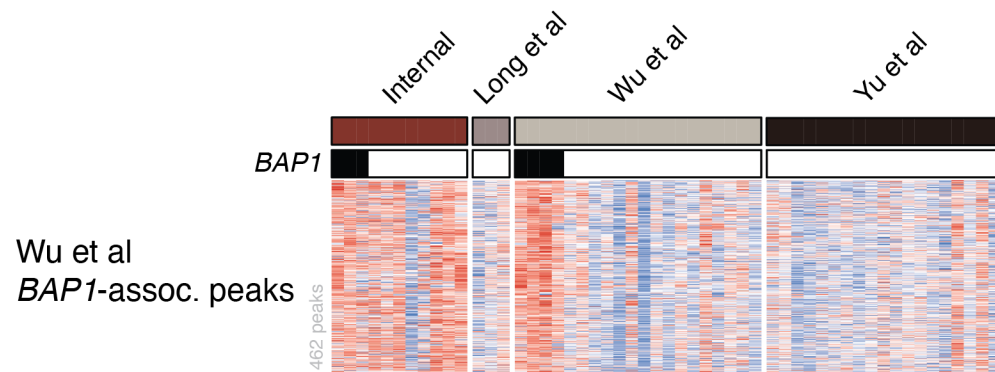 Internal
Long et al
Wu et al
Yu et al
BAP1
Wu et al
BAP1-assoc. peaks
462 peaks